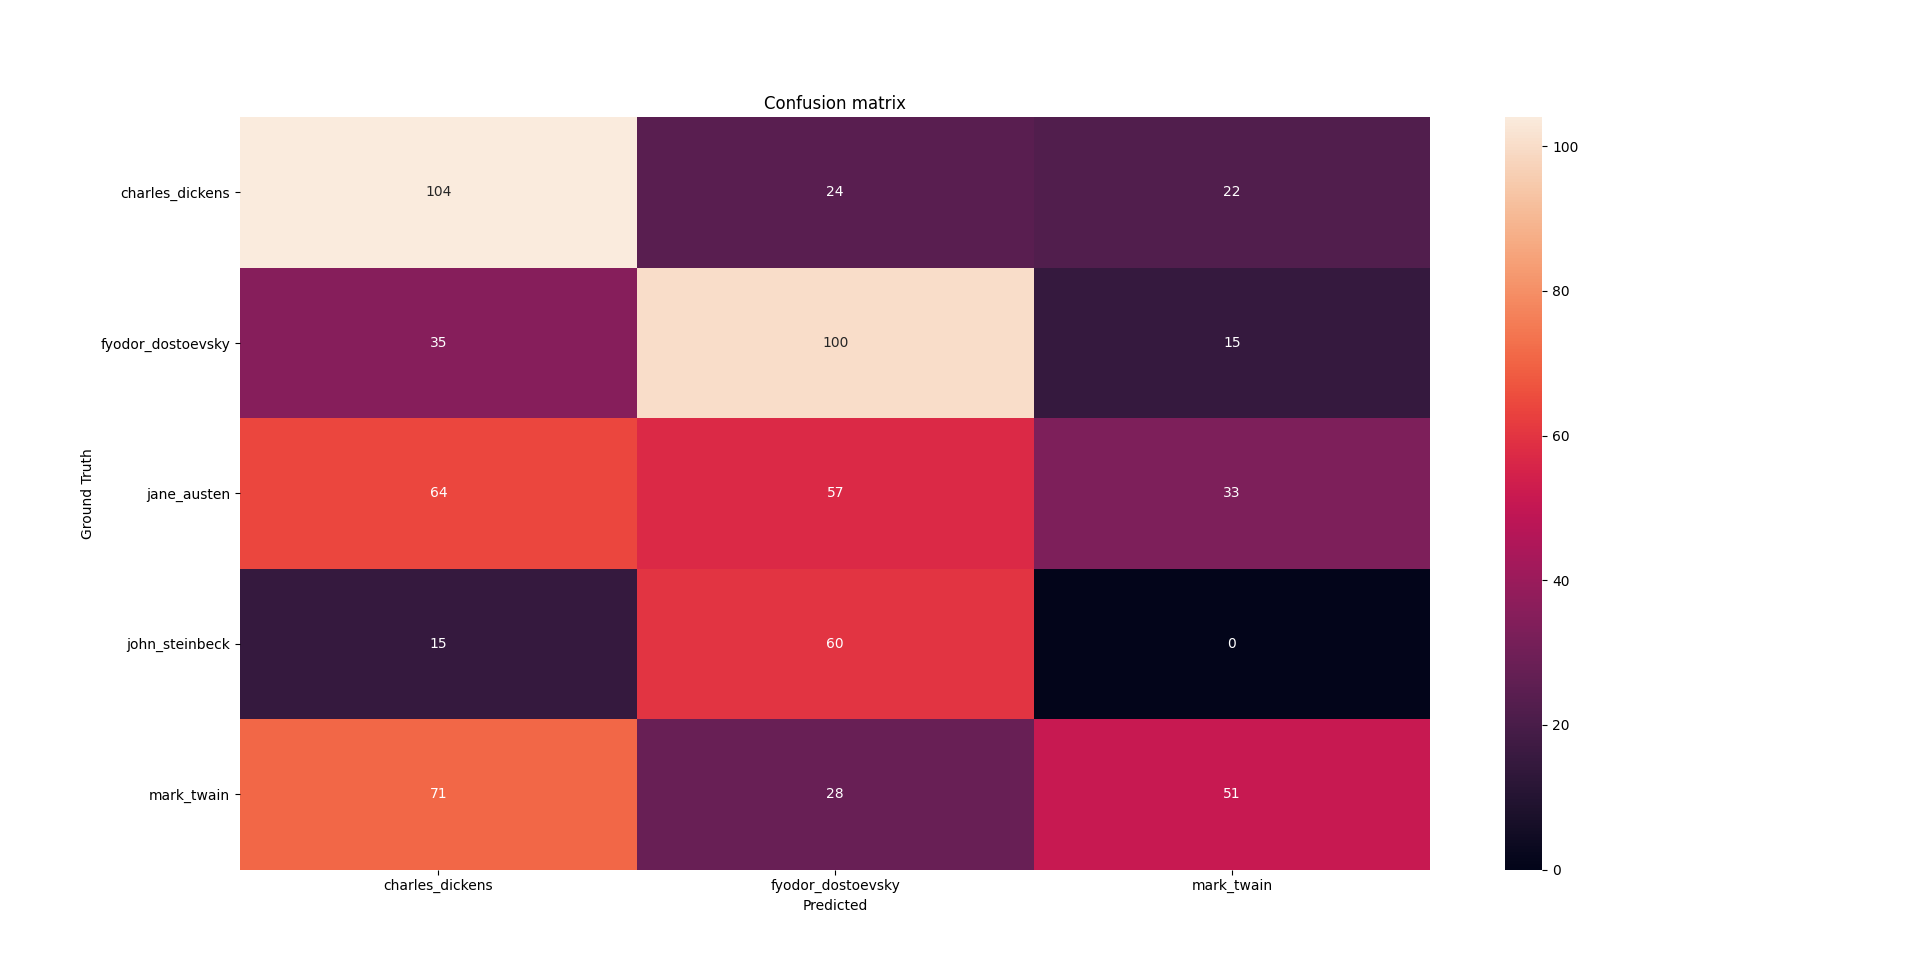 Confusion matrix
charles_dickens 104 24 22
fyodor_dostoevsky 35 100 15
jane_austen 64 57 33
john_steinbeck 15 60 0
mark_twain 71 28 51
charles_dickens fyodor_dostoevsky mark_twain
Predicted
Ground Truth
100
80
60
40
20
0